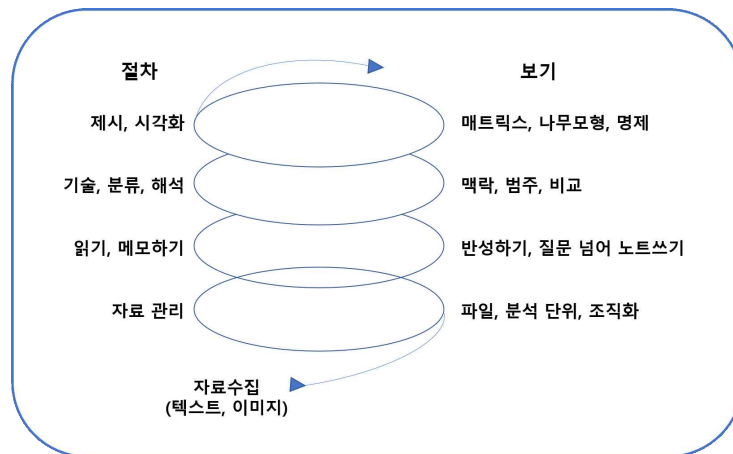 절차
보기
제시, 시각화
매트릭스, 나무모형, 명제
기술, 분류, 해석
맥락, 범주, 비교
읽기, 메모하기
반성하기, 질문 넘어 노트쓰기
자료 관리
파일, 분석 단위, 조직화
자료수집
(텍스트, 이미지)